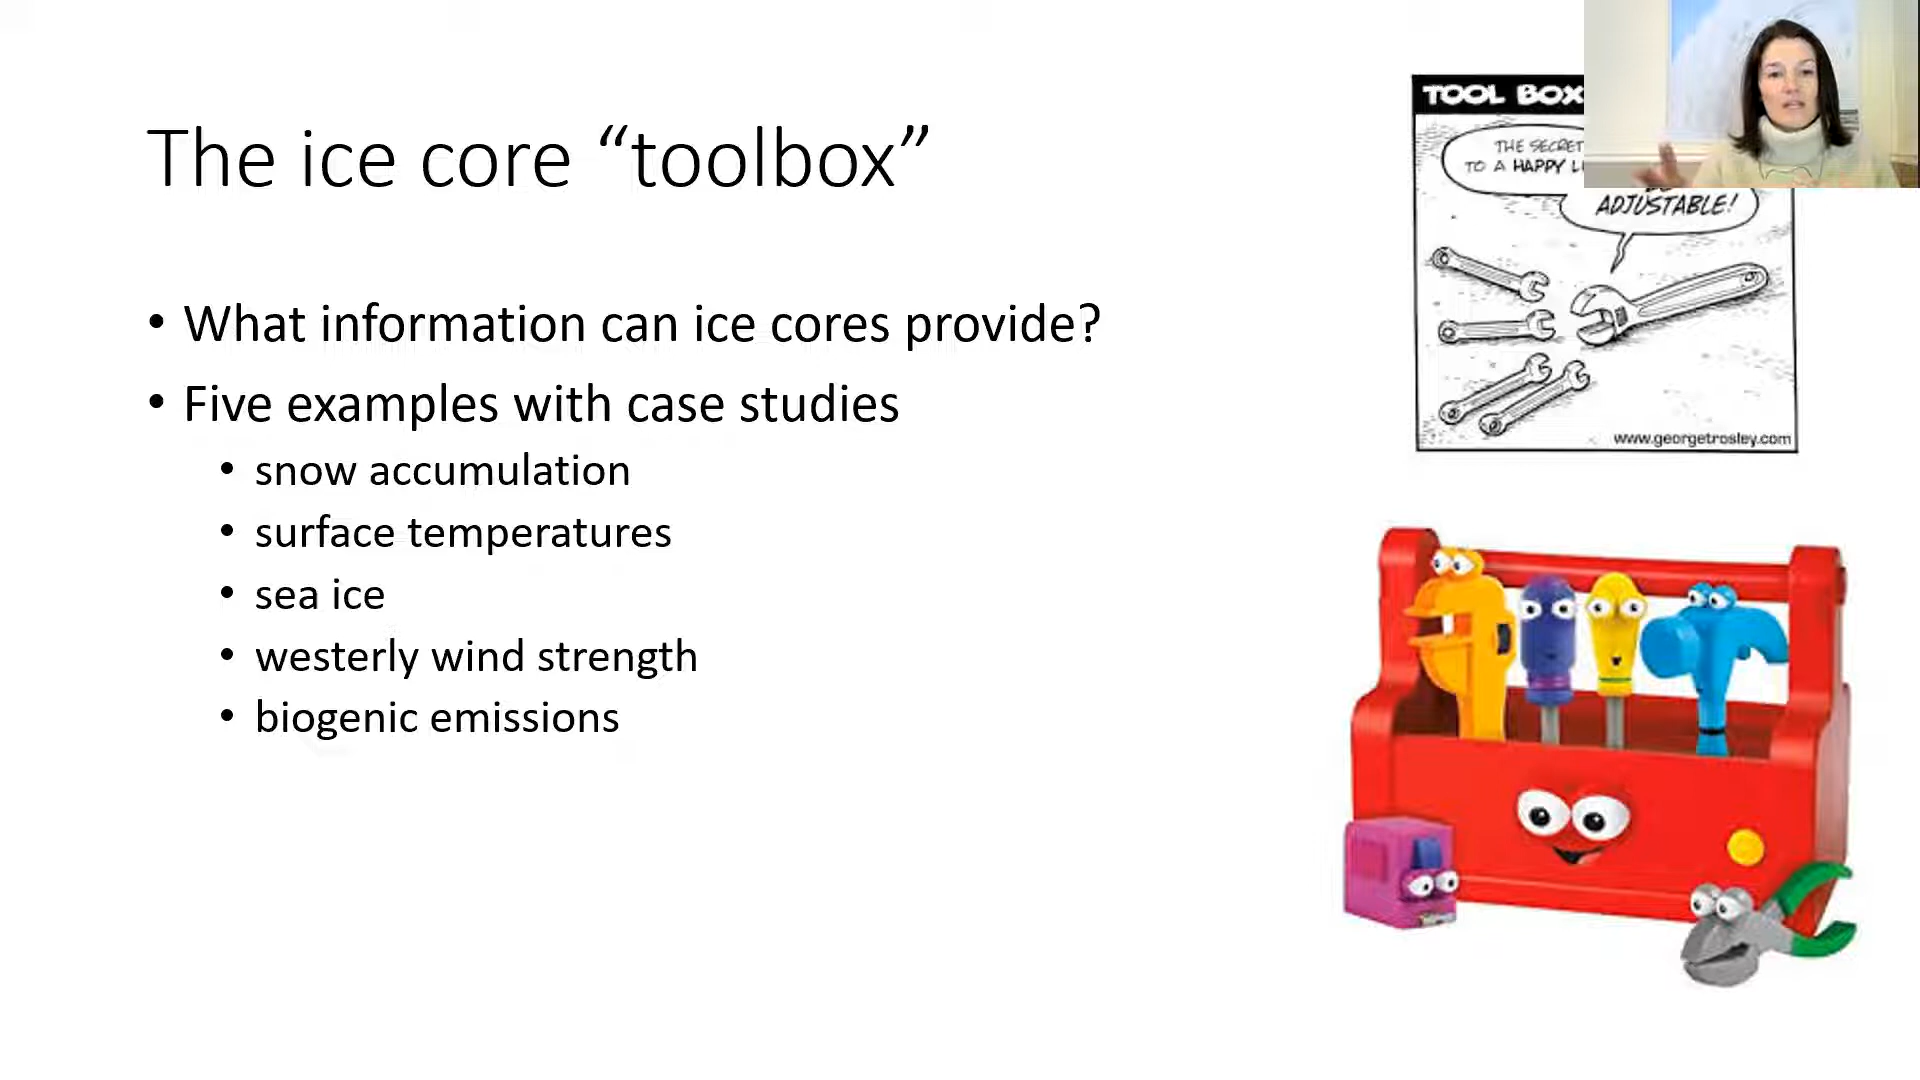 The ice core “toolbox”
• What information can ice cores provide?
• Five examples with case studies
• snow accumulation
• surface temperatures
• sea ice
• westerly wind strength
• biogenic emissions
TOOL BOX
THE SECRET
TO A HAPPY
ADJUSTABLE!
www.georgetrosley.com